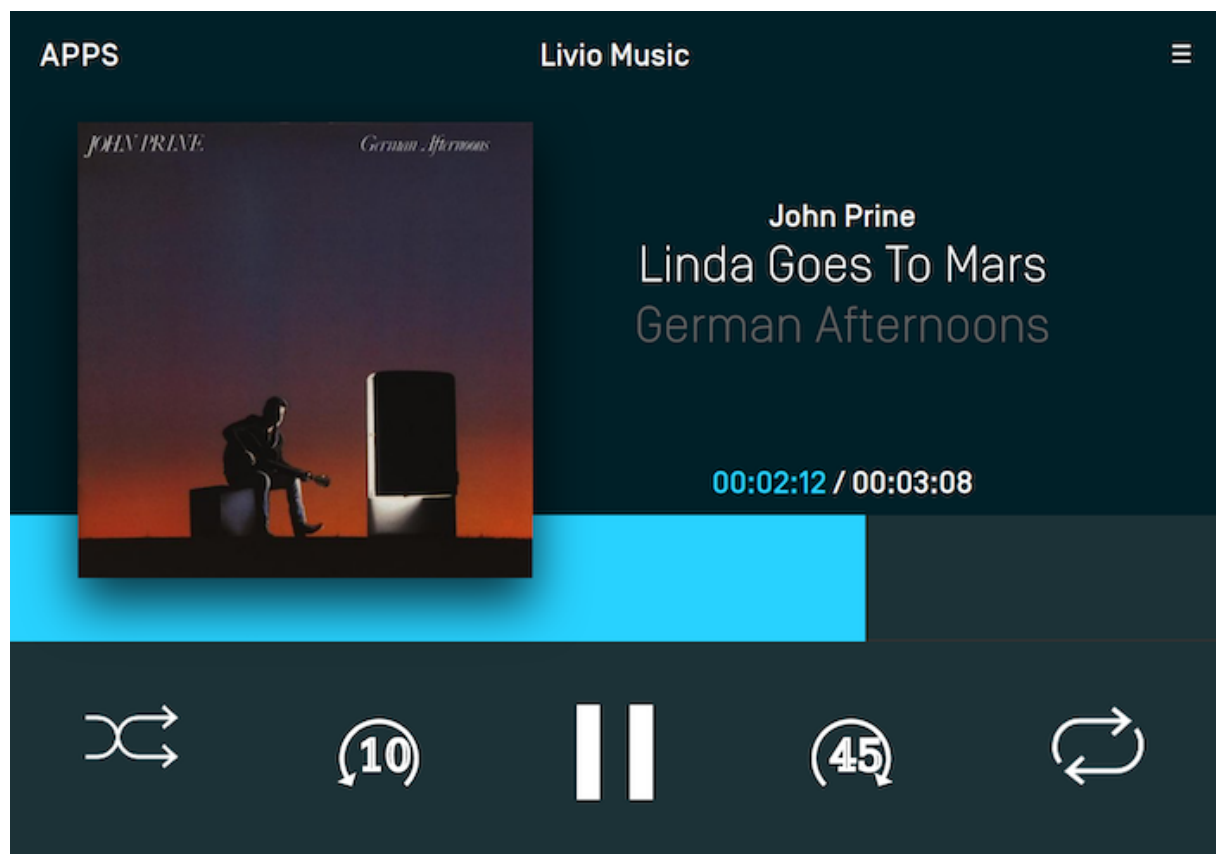 APPS
Livio Music
JOHN PRINE
German Afternoons
John Prine
Linda Goes To Mars
German Afternoons
00:02:12 / 00:03:08
10
45